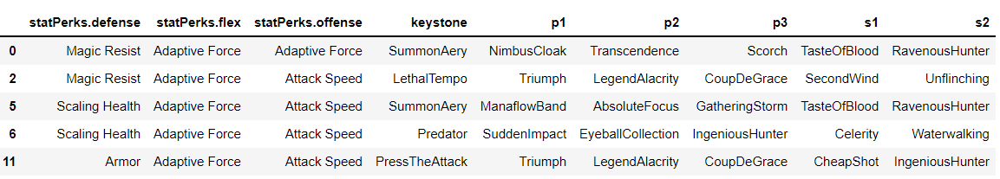 statPerks.defense statPerks.flex statPerks.offense keystone p1 p2 p3 s1 s2
0 Magic Resist Adaptive Force Adaptive Force SummonAery NimbusCloak Transcendence Scorch TasteOfBlood RavenousHunter
2 Magic Resist Adaptive Force Attack Speed LethalTempo Triumph LegendAlacrity CoupDeGrace SecondWind Unflinching
5 Scaling Health Adaptive Force Attack Speed SummonAery ManaflowBand AbsoluteFocus GatheringStorm TasteOfBlood RavenousHunter
6 Scaling Health Adaptive Force Attack Speed Predator SuddenImpact EyeballCollection IngeniousHunter Celerity Waterwalking
11 Armor Adaptive Force Attack Speed PressTheAttack Triumph LegendAlacrity CoupDeGrace CheapShot IngeniousHunter